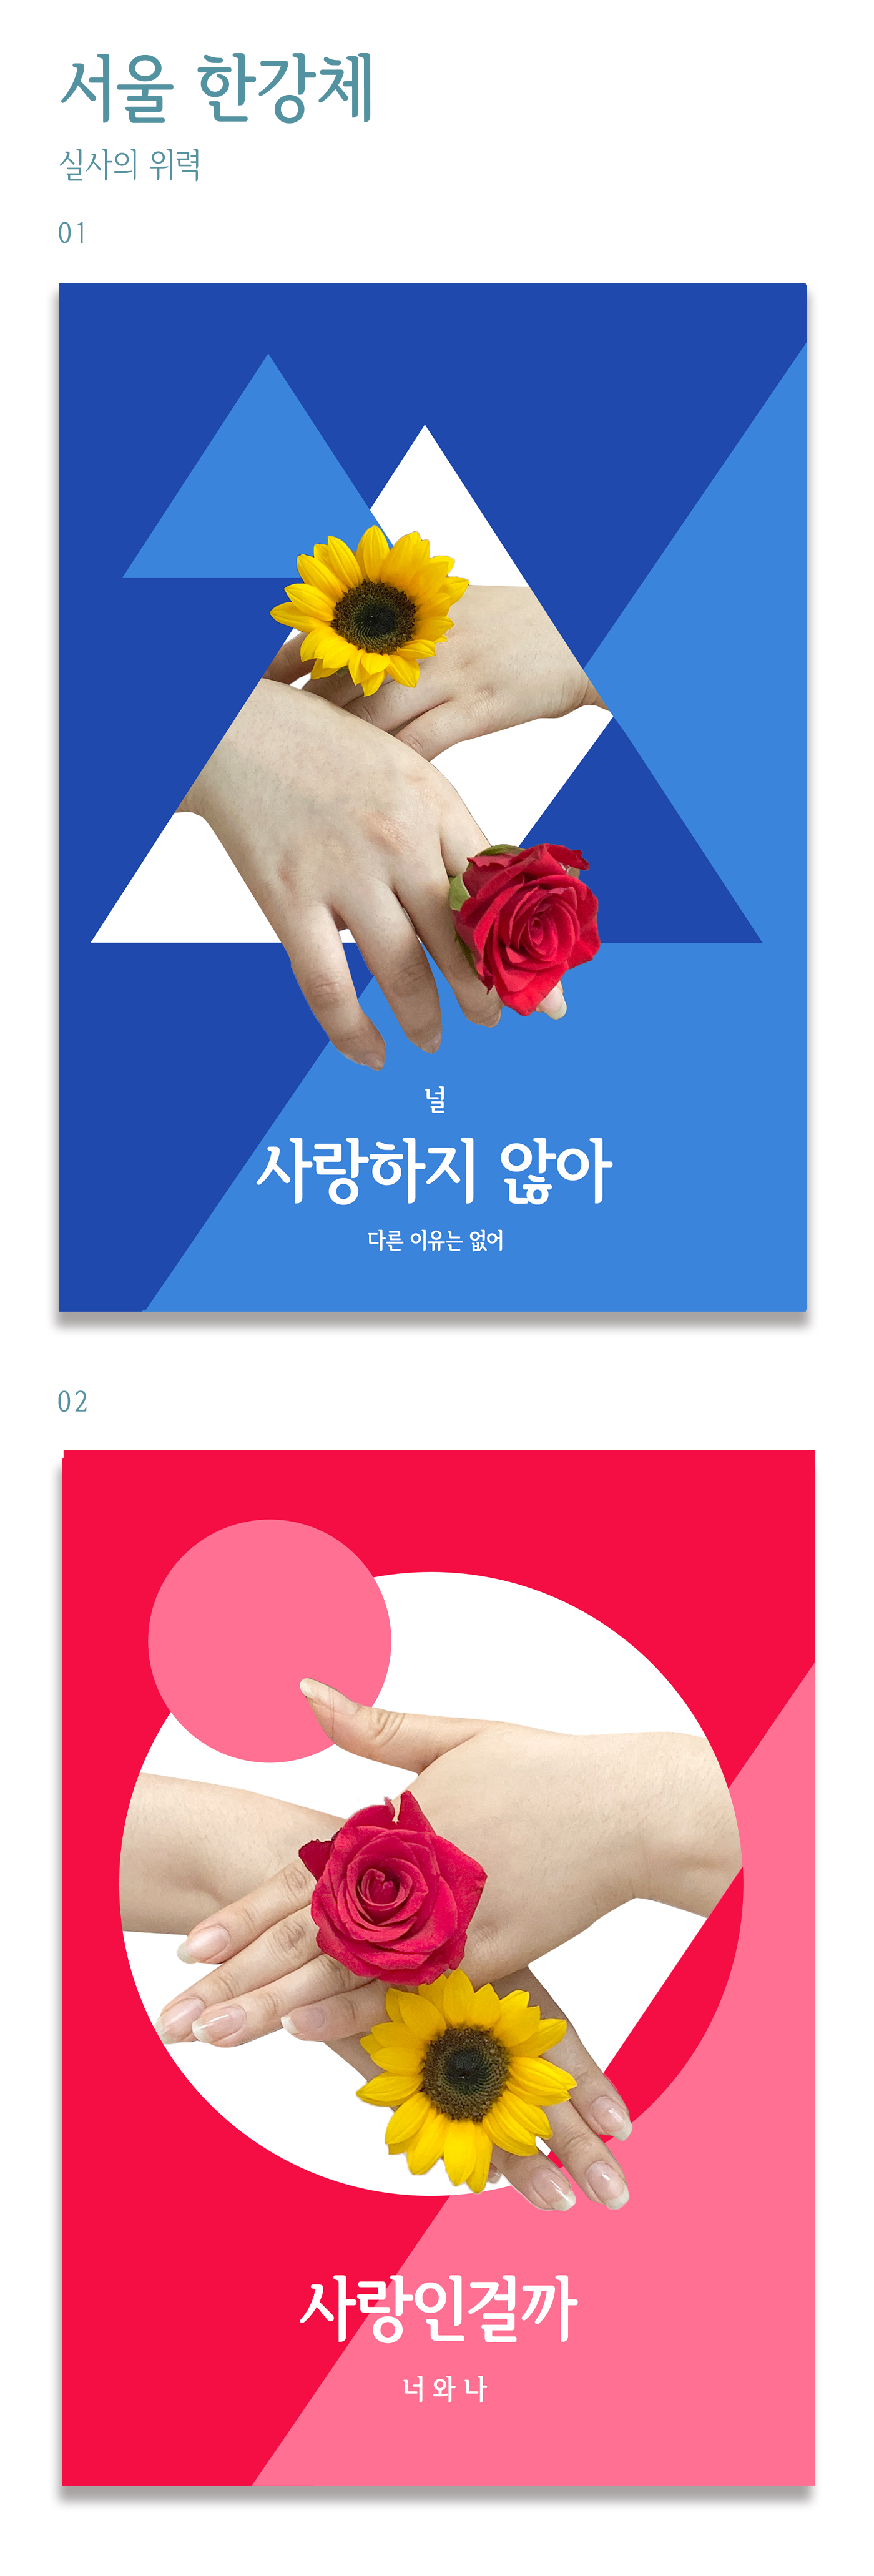 서울 한강체
실사의 위력
01
널
사랑하지 않아
다른 이유는 없어
02
사랑인걸까
너 와 나